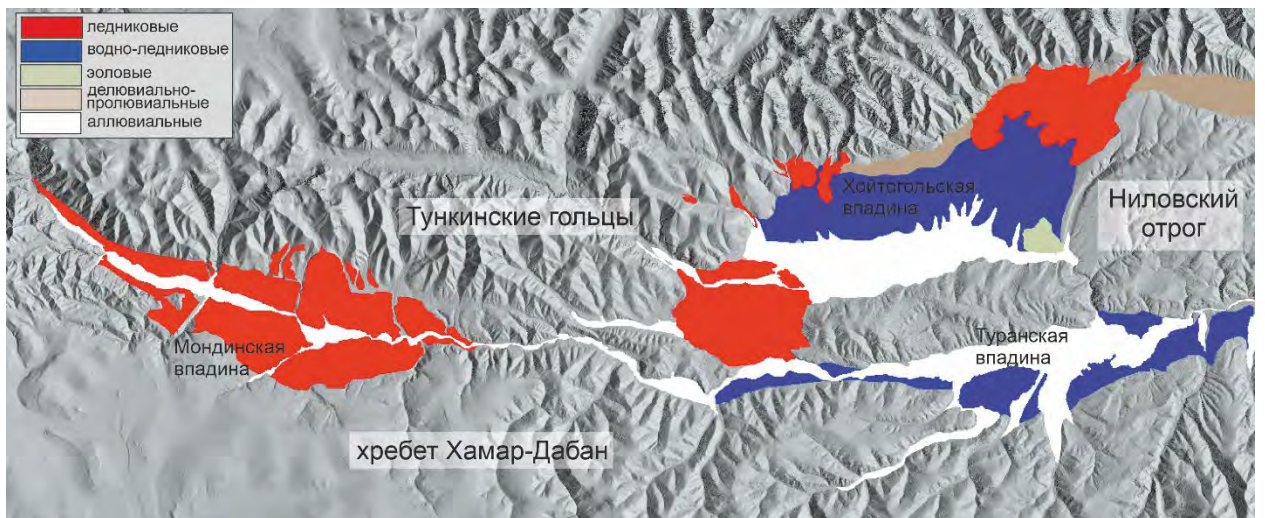 ледниковые
водно-ледниковые
эоловые
делювиально-
пролювиальные
аллювиальные
Хойтогольская
впадина
Ниловский
отрог
Тункинские гольцы
Туранская
впадина
Мондинская
впадина
хребет Хамар-Дабан